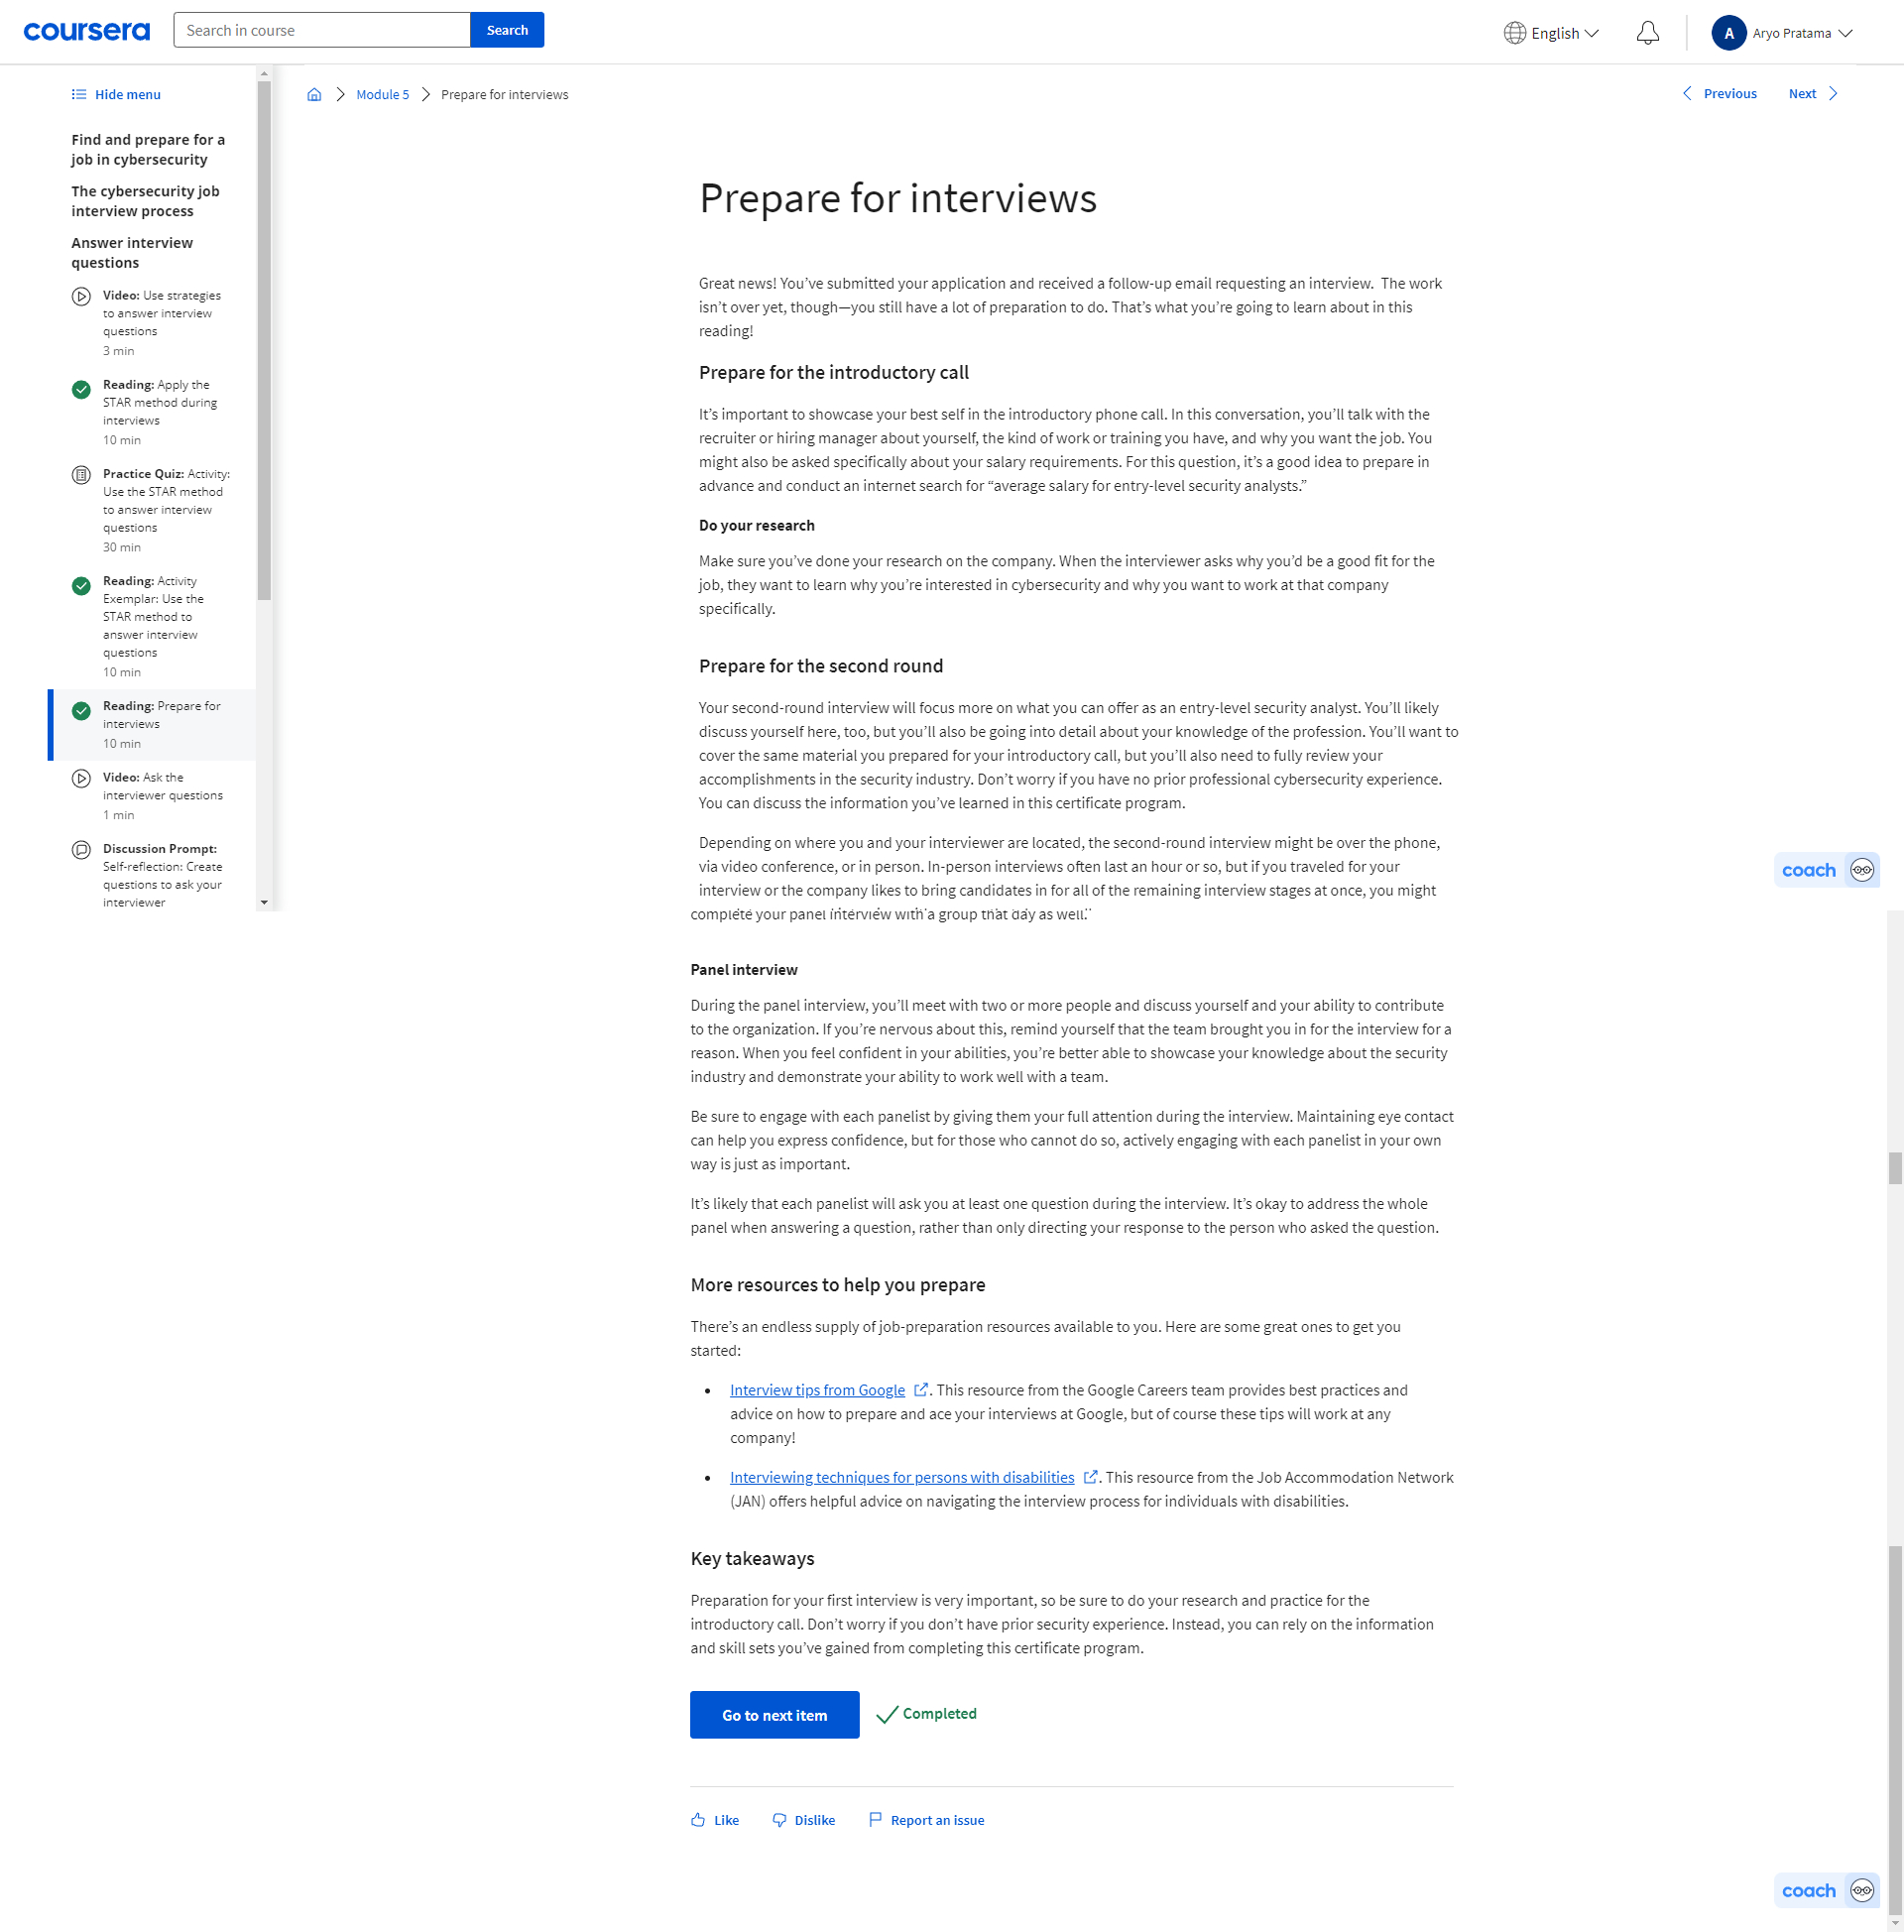 coursera
Search in course
Search
English
A
Aryo Pratama
Hide menu
Find and prepare for a
job in cybersecurity
The cybersecurity job
interview process
Answer interview
questions
Video: Use strategies
to answer interview
questions
3 min
Reading: Apply the
STAR method during
interviews
10 min
Practice Quiz: Activity:
Use the STAR method
to answer interview
questions
30 min
Reading: Activity
Exemplar: Use the
STAR method to
answer interview
questions
10 min
Reading: Prepare for
interviews
10 min
Video: Ask the
interviewer questions
1 min
Discussion Prompt:
Self-reflection: Create
questions to ask your
interviewer
Module 5
Prepare for interviews
Previous
Next
Prepare for interviews
Great news! You’ve submitted your application and received a follow-up email requesting an interview.  The work
isn’t over yet, though—you still have a lot of preparation to do. That’s what you’re going to learn about in this
reading!
Prepare for the introductory call
It’s important to showcase your best self in the introductory phone call. In this conversation, you’ll talk with the
recruiter or hiring manager about yourself, the kind of work or training you have, and why you want the job. You
might also be asked specifically about your salary requirements. For this question, it’s a good idea to prepare in
advance and conduct an internet search for “average salary for entry-level security analysts.”
Do your research
Make sure you’ve done your research on the company. When the interviewer asks why you’d be a good fit for the
job, they want to learn why you’re interested in cybersecurity and why you want to work at that company
specifically.
Prepare for the second round
Your second-round interview will focus more on what you can offer as an entry-level security analyst. You’ll likely
discuss yourself here, too, but you’ll also be going into detail about your knowledge of the profession. You’ll want to
cover the same material you prepared for your introductory call, but you’ll also need to fully review your
accomplishments in the security industry. Don’t worry if you have no prior professional cybersecurity experience.
You can discuss the information you’ve learned in this certificate program.
Depending on where you and your interviewer are located, the second-round interview might be over the phone,
via video conference, or in person. In-person interviews often last an hour or so, but if you traveled for your
interview or the company likes to bring candidates in for all of the remaining interview stages at once, you might
complete your panel interview with a group that day as well.
coach
Panel interview
During the panel interview, you’ll meet with two or more people and discuss yourself and your ability to contribute
to the organization. If you’re nervous about this, remind yourself that the team brought you in for the interview for a
reason. When you feel confident in your abilities, you’re better able to showcase your knowledge about the security
industry and demonstrate your ability to work well with a team.
Be sure to engage with each panelist by giving them your full attention during the interview. Maintaining eye contact
can help you express confidence, but for those who cannot do so, actively engaging with each panelist in your own
way is just as important.
It’s likely that each panelist will ask you at least one question during the interview. It’s okay to address the whole
panel when answering a question, rather than only directing your response to the person who asked the question.
More resources to help you prepare
There’s an endless supply of job-preparation resources available to you. Here are some great ones to get you
started:
• Interview tips from Google . This resource from the Google Careers team provides best practices and
advice on how to prepare and ace your interviews at Google, but of course these tips will work at any
company!
• Interviewing techniques for persons with disabilities . This resource from the Job Accommodation Network
(JAN) offers helpful advice on navigating the interview process for individuals with disabilities.
Key takeaways
Preparation for your first interview is very important, so be sure to do your research and practice for the
introductory call. Don’t worry if you don’t have prior security experience. Instead, you can rely on the information
and skill sets you’ve gained from completing this certificate program.
Go to next item
Completed
Like
Dislike
Report an issue
coach